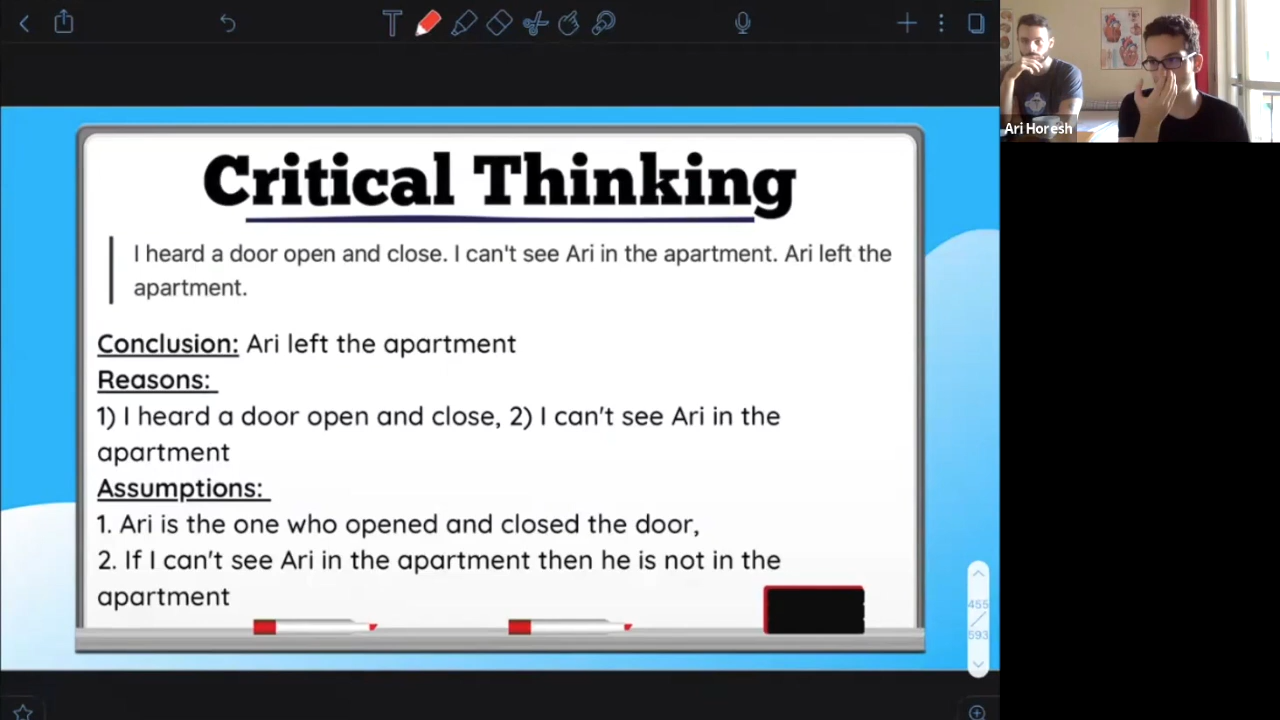 T
Ari Horesh
Critical Thinking
I heard a door open and close. I can't see Ari in the apartment. Ari left the
apartment.
Conclusion: Ari left the apartment
Reasons:
1) I heard a door open and close, 2) I can't see Ari in the
apartment
Assumptions:
1. Ari is the one who opened and closed the door,
2. If I can't see Ari in the apartment then he is not in the
apartment
455
/
593